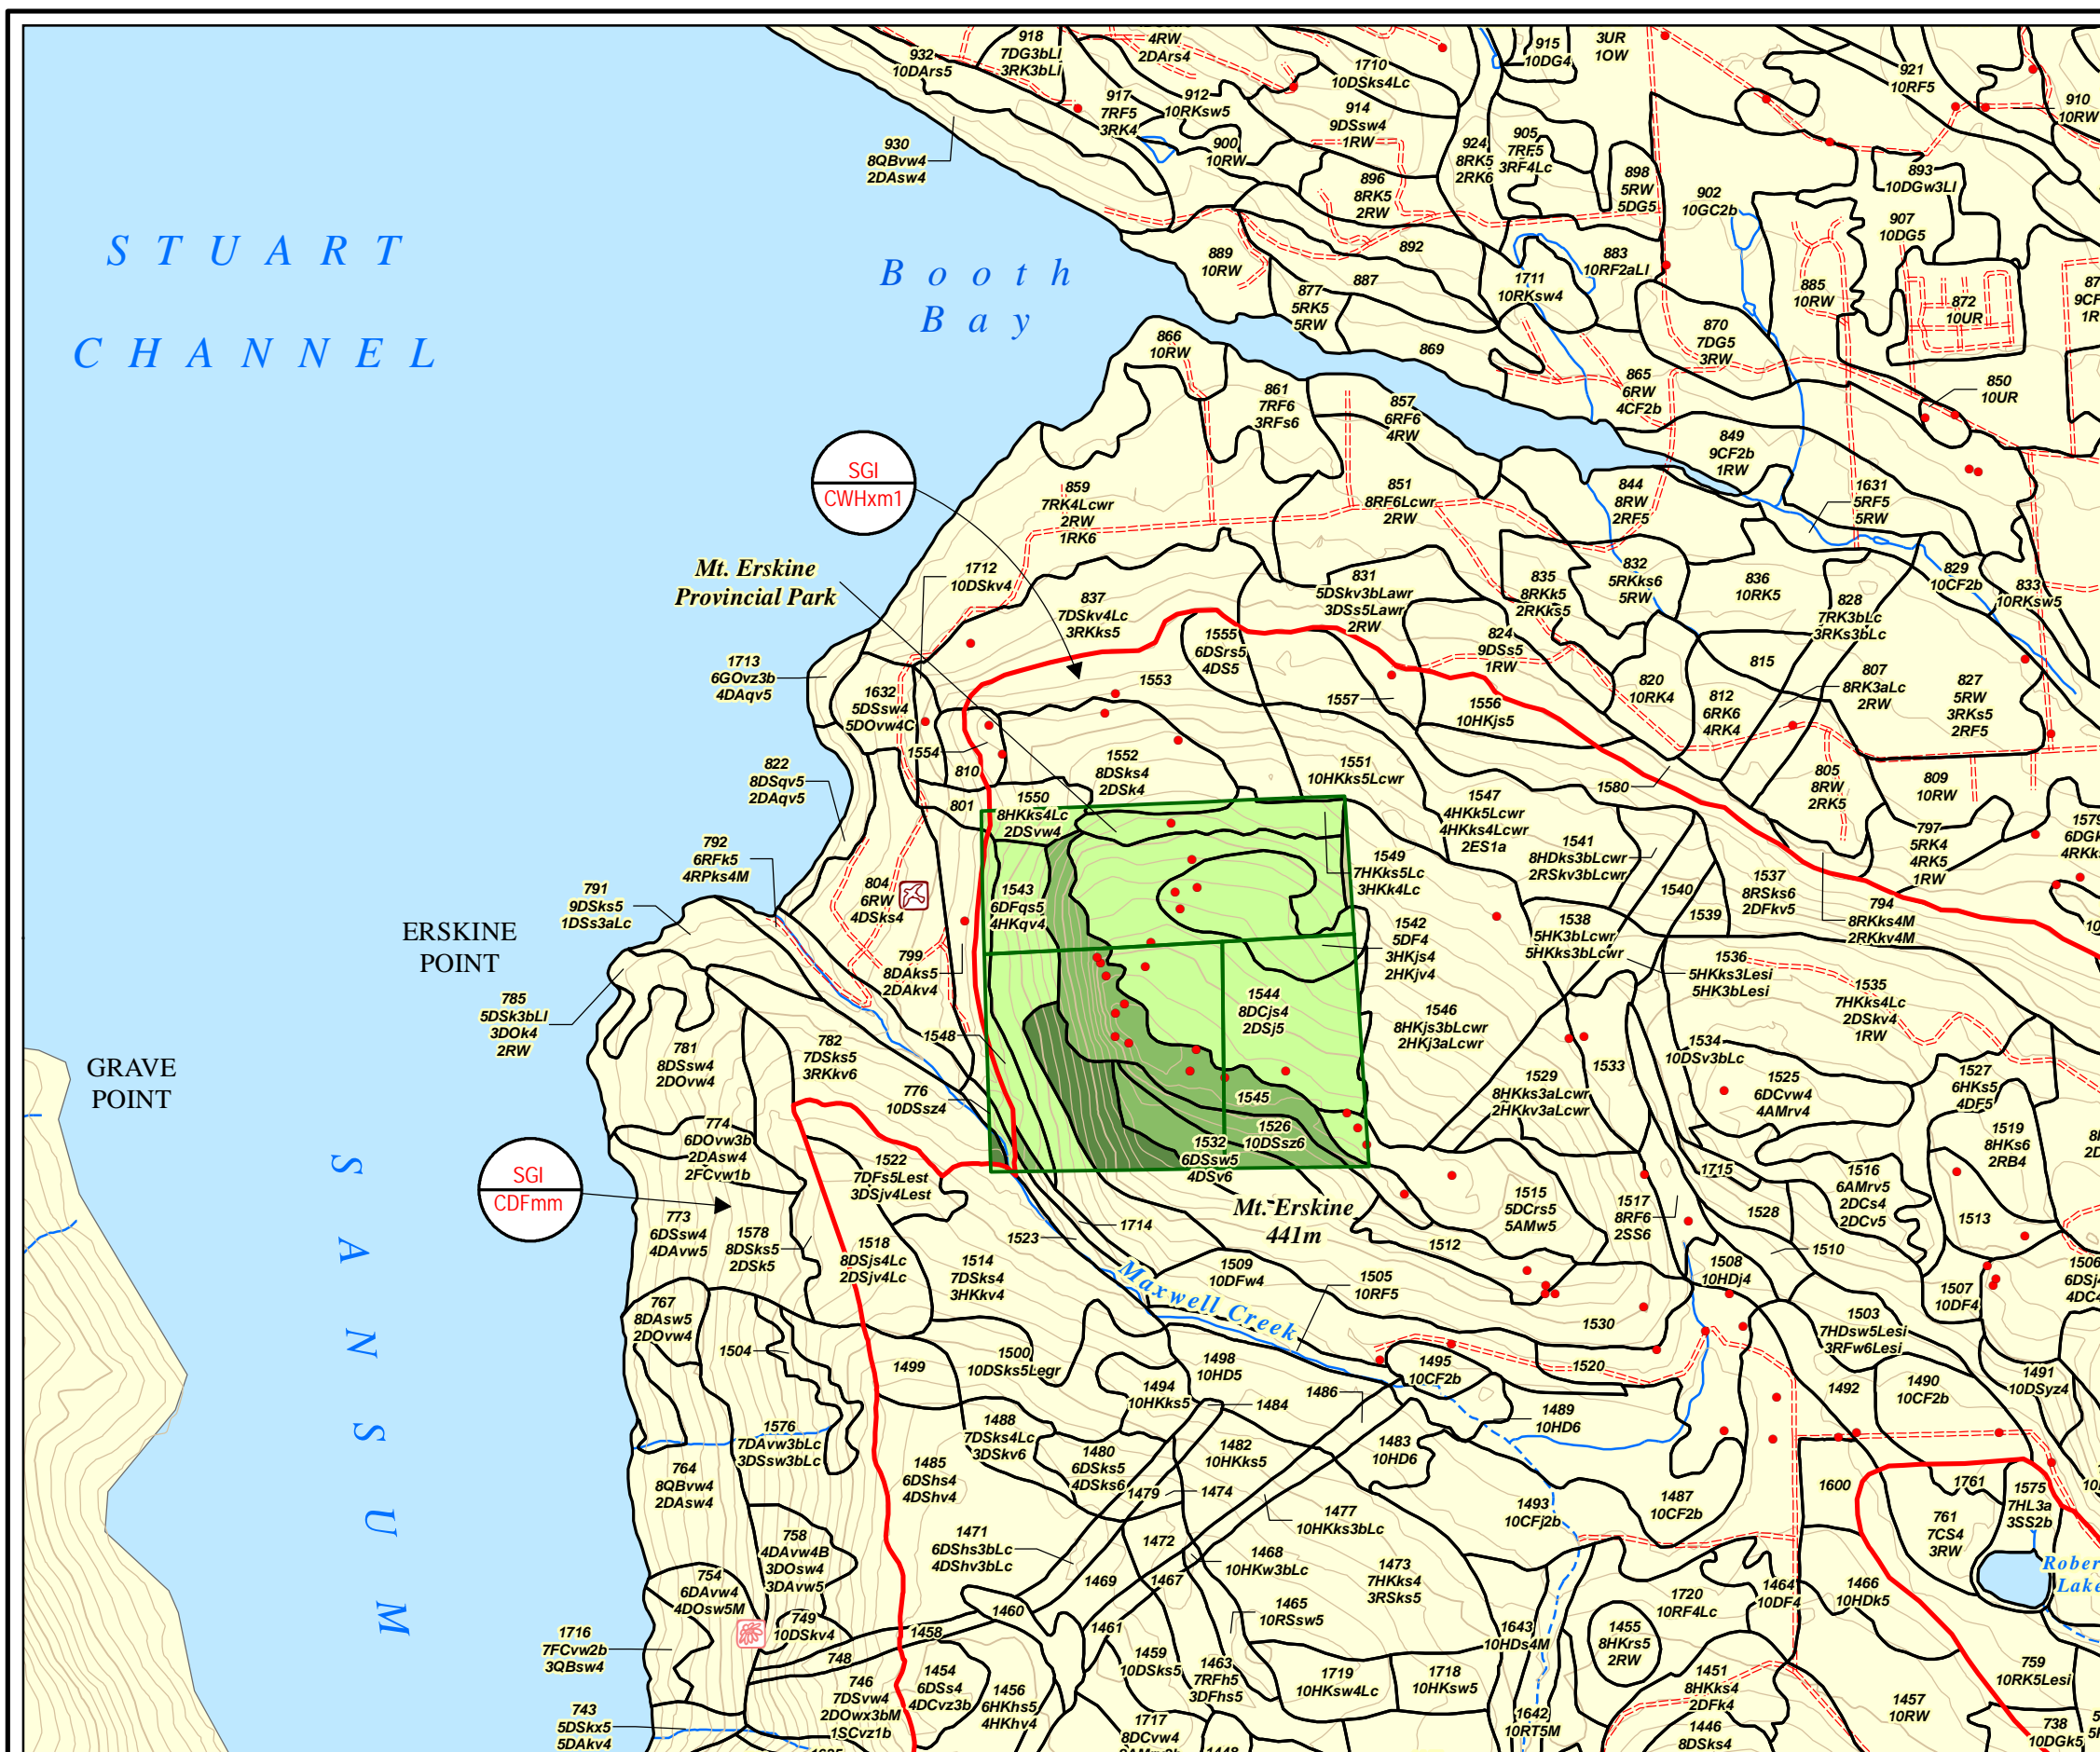 932
10DArs5
918
7DG3bLl
3RK3bLl
4RW
2DArs4
1710
10DSks4Lc
915
10DG4
3UR
1OW
921
10RF5
910
10RW
917
7RF5
3RK4
912
10RKsw5
914
9DSsw4
1RW
900
10RW
930
8QBvw4
2DAsw4
924
8RK5
2RK6
905
7RF5
3RF4Lc
896
8RK5
2RW
898
5RW
5DG5
902
10GC2b
893
10DGw3Ll
907
10DG5
STUART
CHANNEL
Booth
Bay
889
10RW
892
887
877
5RK5
5RW
1711
10RKsw4
883
10RF2aLl
885
10RW
872
10UR
870
7DG5
3RW
866
10RW
869
865
6RW
4CF2b
850
10UR
861
7RF6
3RFs6
857
6RF6
4RW
849
9CF2b
1RW
SGI
CWHxm1
859
7RK4Lcwr
2RW
1RK6
851
8RF6Lcwr
2RW
844
8RW
2RF5
1631
5RF5
5RW
Mt. Erskine
Provincial Park
1712
10DSkv4
837
7DSkv4Lc
3RKks5
831
5DSkv3bLawr
3DSs5Lawr
2RW
835
8RKk5
2RKks5
832
5RKks6
5RW
836
10RK5
829
10CF2b
833
10RKsw5
828
7RK3bLc
3RKs3bLc
1555
6DSrs5
4DS5
824
9DSs5
1RW
815
807
8RK3aLc
2RW
827
5RW
3RKs5
2RF5
1713
6GOvz3b
4DAqv5
1632
5DSsw4
5DOvw4C
1553
1557
1556
10HKjs5
820
10RK4
812
6RK6
4RK4
1554
810
822
8DSqv5
2DAqv5
1552
8DSks4
2DSk4
1551
10HKks5Lcwr
1580
805
8RW
2RK5
809
10RW
801
1550
8HKks4Lc
2DSvw4
1547
4HKk5Lcwr
4HKks4Lcwr
2ES1a
1541
8HDks3bLcwr
2RSkv3bLcwr
797
5RK4
4RK5
1RW
792
6RFk5
4RPks4M
791
9DSks5
1DSs3aLc
804
6RW
4DSks4
1543
6DFqs5
4HKqv4
1549
7HKks5Lc
3HKk4Lc
1540
1539
1537
8RSks6
2DFkv5
794
8RKks4M
2RKkv4M
ERSKINE
POINT
799
8DAks5
2DAkv4
1542
5DF4
3HKjs4
2HKjv4
1538
5HK3bLcwr
5HKks3bLcwr
1536
5HKks3Lesi
5HK3bLesi
1535
7HKks4Lc
2DSkv4
1RW
785
5DSk3bLl
3DOk4
2RW
1544
8DCjs4
2DSj5
1546
8HKjs3bLcwr
2HKj3aLcwr
GRAVE
POINT
781
8DSsw4
2DOvw4
782
7DSks5
3RKkv6
1548
776
10DSsz4
1545
1526
10DSsz6
1532
6DSsw5
4DSv6
1529
8HKks3aLcwr
2HKkv3aLcwr
1533
1534
10DSv3bLc
1525
6DCvw4
4AMrv4
1527
6HKs5
4DF5
1519
8HKs6
2RB4
774
6DOvw3b
2DAsw4
2FCvw1b
SGI
CDFmm
1522
7DFs5Lest
3DSjv4Lest
Mt. Erskine
441m
1515
5DCrs5
5AMw5
1517
8RF6
2SS6
1715
1528
1516
6AMrv5
2DCs4
2DCv5
1513
773
6DSsw4
4DAvw5
1578
8DSks5
2DSk5
1518
8DSjs4Lc
2DSjv4Lc
1523
1714
1514
7DSks4
3HKkv4
Maxwell Creek
1509
10DFw4
1505
10RF5
1512
1508
10HDj4
1510
1507
10DF4
767
8DAsw5
2DOvw4
1504
1499
1500
10DSks5Legr
1498
10HD5
1494
10HKks5
1495
10CF2b
1530
1520
1503
7HDsw5Lesi
3RFw6Lesi
1492
1490
10CF2b
1491
10DSyz4
SANSUM
1576
7DAvw3bLc
3DSsw3bLc
764
8QBvw4
2DAsw4
1485
6DShs4
4DShv4
1488
7DSks4Lc
3DSkv6
1480
6DSks5
4DSks6
1486
1484
1489
10HD6
1482
10HKks5
1483
10HD6
1479
1474
1487
10CF2b
1493
10CFj2b
1600
1761
1575
7HL3a
3SS2b
761
7CS4
3RW
758
4DAvw4B
3DOsw4
3DAvw5
1471
6DShs3bLc
4DShv3bLc
1472
1477
10HKks3bLc
1468
10HKw3bLc
1469
1467
1473
7HKks4
3RSks5
754
6DAvw4
4DOsw5M
749
10DSkv4
1460
1461
1465
10RSsw5
1643
10HDs4M
1720
10RF4Lc
1464
10DF4
1466
10HDk5
1716
7FCvw2b
3QBsw4
748
1458
746
7DSvw4
2DOwx3bM
1SCvz1b
1454
6DSs4
4DCvz3b
1456
6HKhs5
4HKhv4
1459
10DSks5
1463
7RFh5
3DFhs5
1719
10HKsw4Lc
1718
10HKsw5
1455
8HKrs5
2RW
1451
8HKks4
2DFk4
1457
10RW
759
10RK5Lesi
743
5DSkx5
5DAkv4
1717
8DCvw4
1642
10RT5M
1446
8DSks4
738
10DGk5